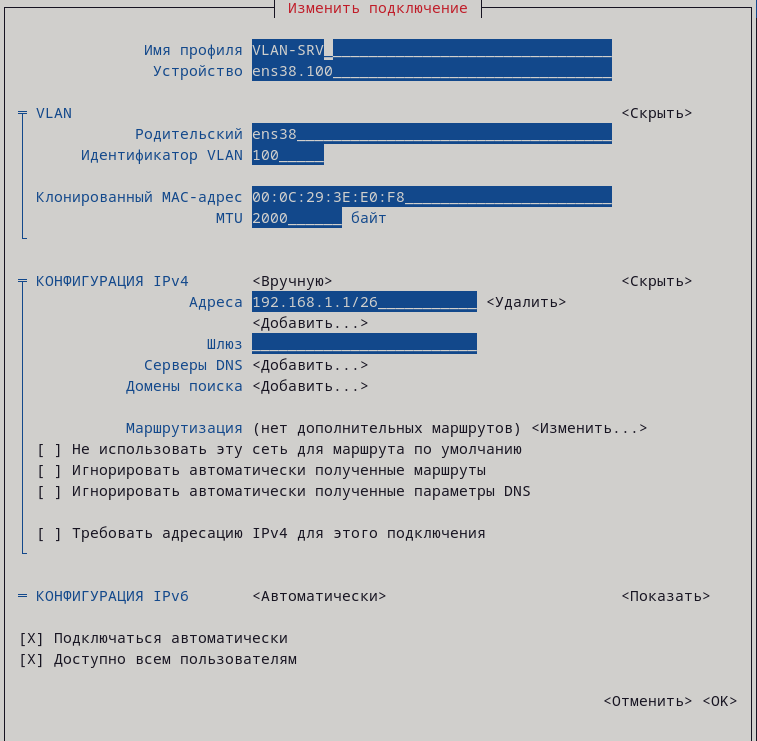 Изменить подключение
Имя профиля VLAN-SRV
Устройство ens38.100
VLAN <Скрыть>
Родительский ens38
Идентификатор VLAN 100
Клонированный MAC-адрес 00:0C:29:3E:E0:F8
MTU 2000 байт
КОНФИГУРАЦИЯ IPv4 <Вручную> <Скрыть>
Адреса 192.168.1.1/26 <Удалить>
<Добавить...>
Шлюз
Серверы DNS <Добавить...>
Домены поиска <Добавить...>
Маршрутизация (нет дополнительных маршрутов) <Изменить...>
[ ] Не использовать эту сеть для маршрута по умолчанию
[ ] Игнорировать автоматически полученные маршруты
[ ] Игнорировать автоматически полученные параметры DNS
[ ] Требовать адресацию IPv4 для этого подключения
КОНФИГУРАЦИЯ IPv6 <Автоматически> <Показать>
[X] Подключаться автоматически
[X] Доступно всем пользователям
<Отменить> <OK>